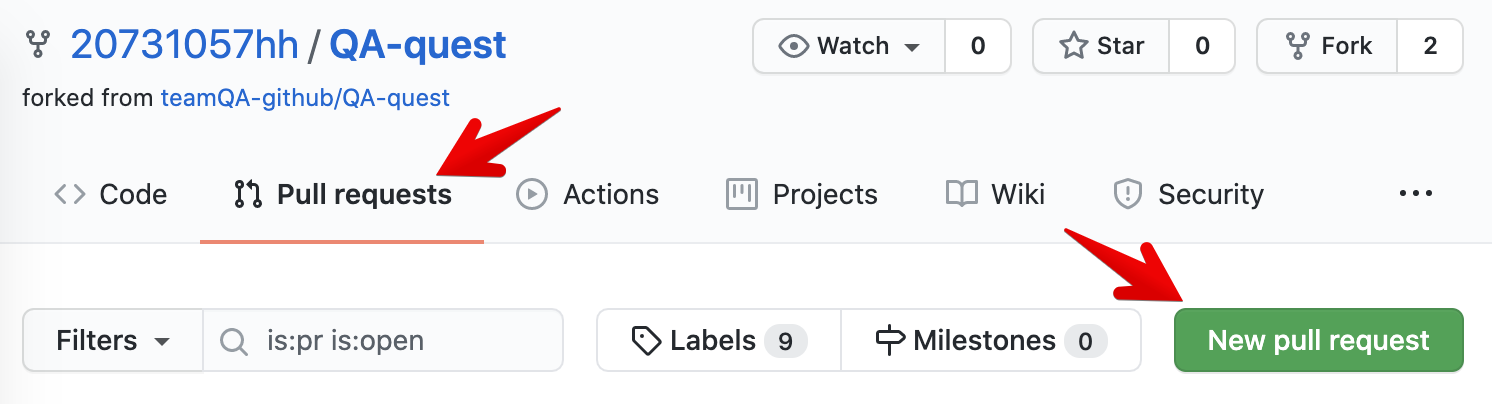 20731057hh / QA-quest Watch 0 Star 0 Fork 2
forked from teamQA-github/QA-quest
Code Pull requests Actions Projects Wiki Security ...
Filters is:pr is:open Labels 9 Milestones 0 New pull request